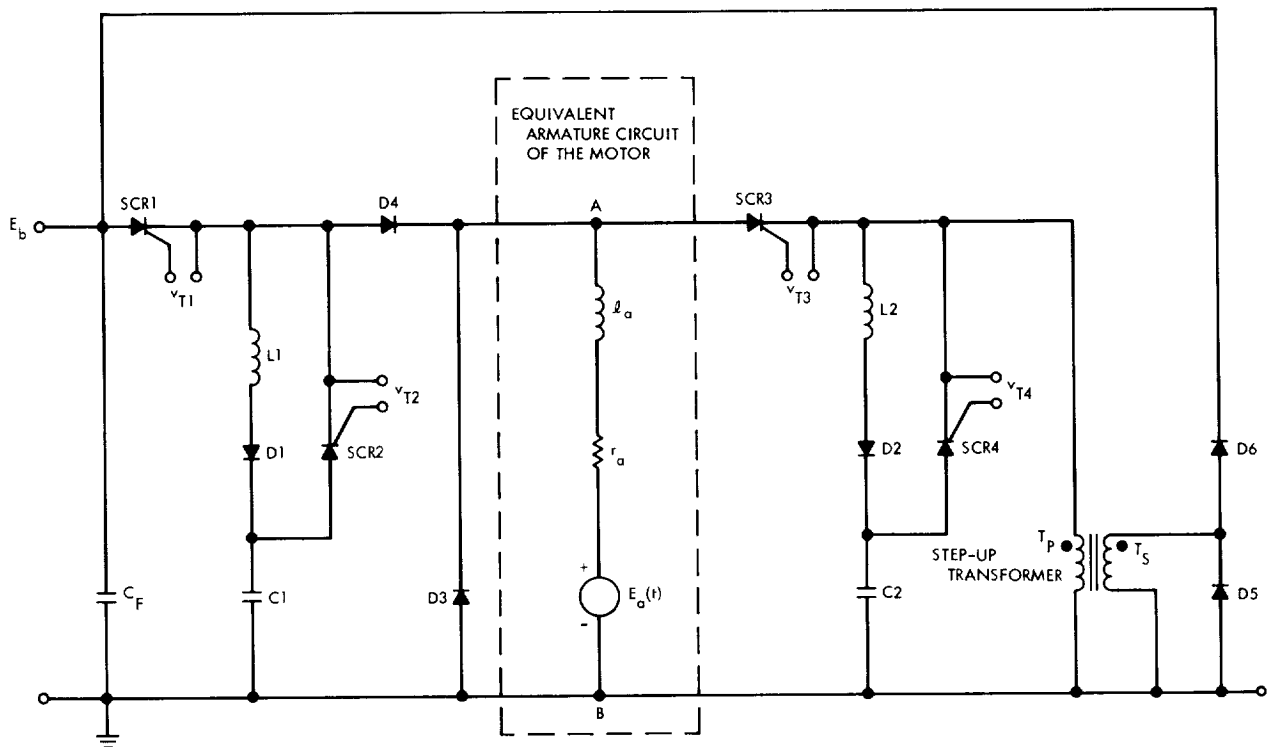 EQUIVALENT
ARMATURE CIRCUIT
OF THE MOTOR
SCR1
D4
A
SCR3
E_b
v_T1
v_T3
ℓ_a
L2
L1
v_T2
v_T4
D1
SCR2
r_a
D2
SCR4
D6
T_P
T_S
STEP-UP
TRANSFORMER
+
C_F
C1
D3
E_a(t)
C2
D5
-
B